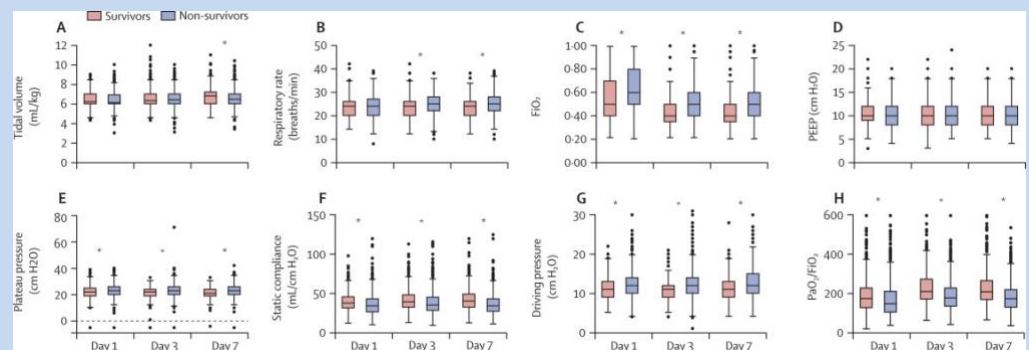 Survivors Non-survivors
A
Tidal volume
(mL/kg)
12
10
8
6
4
2
0
*
B
Respiratory rate
(breaths/min)
50
40
30
20
10
0
* *
C
FiO₂
1·00
0·80
0·60
0·40
0·20
0·00
* * *
D
PEEP (cm H₂O)
25
20
15
10
5
0
E
Plateau pressure
(cm H2O)
80
60
40
20
0
* * *
Day 1 Day 3 Day 7
F
Static compliance
(mL/cm H₂O)
150
100
50
0
* * *
Day 1 Day 3 Day 7
G
Driving pressure
(cm H₂O)
30
20
10
0
* * *
Day 1 Day 3 Day 7
H
PaO₂/FiO₂
600
400
200
0
* * *
Day 1 Day 3 Day 7